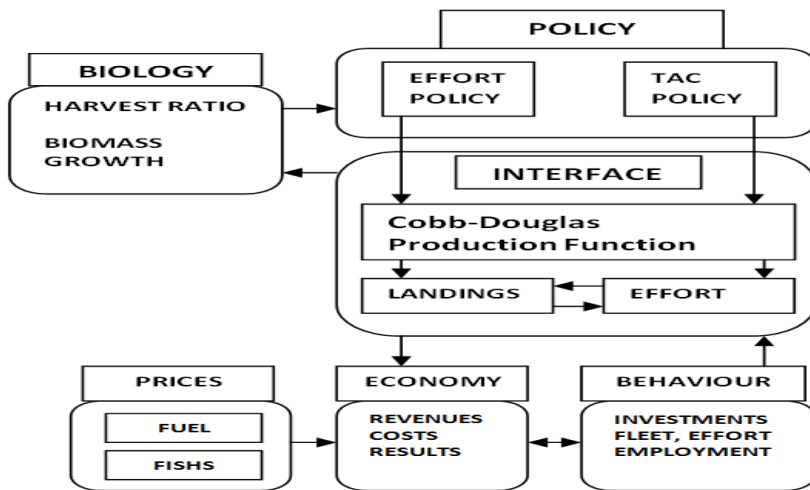 POLICY
BIOLOGY
HARVEST RATIO
BIOMASS
GROWTH
EFFORT
POLICY
TAC
POLICY
INTERFACE
Cobb-Douglas
Production Function
LANDINGS
EFFORT
PRICES
FUEL
FISHS
ECONOMY
REVENUES
COSTS
RESULTS
BEHAVIOUR
INVESTMENTS
FLEET, EFFORT
EMPLOYMENT